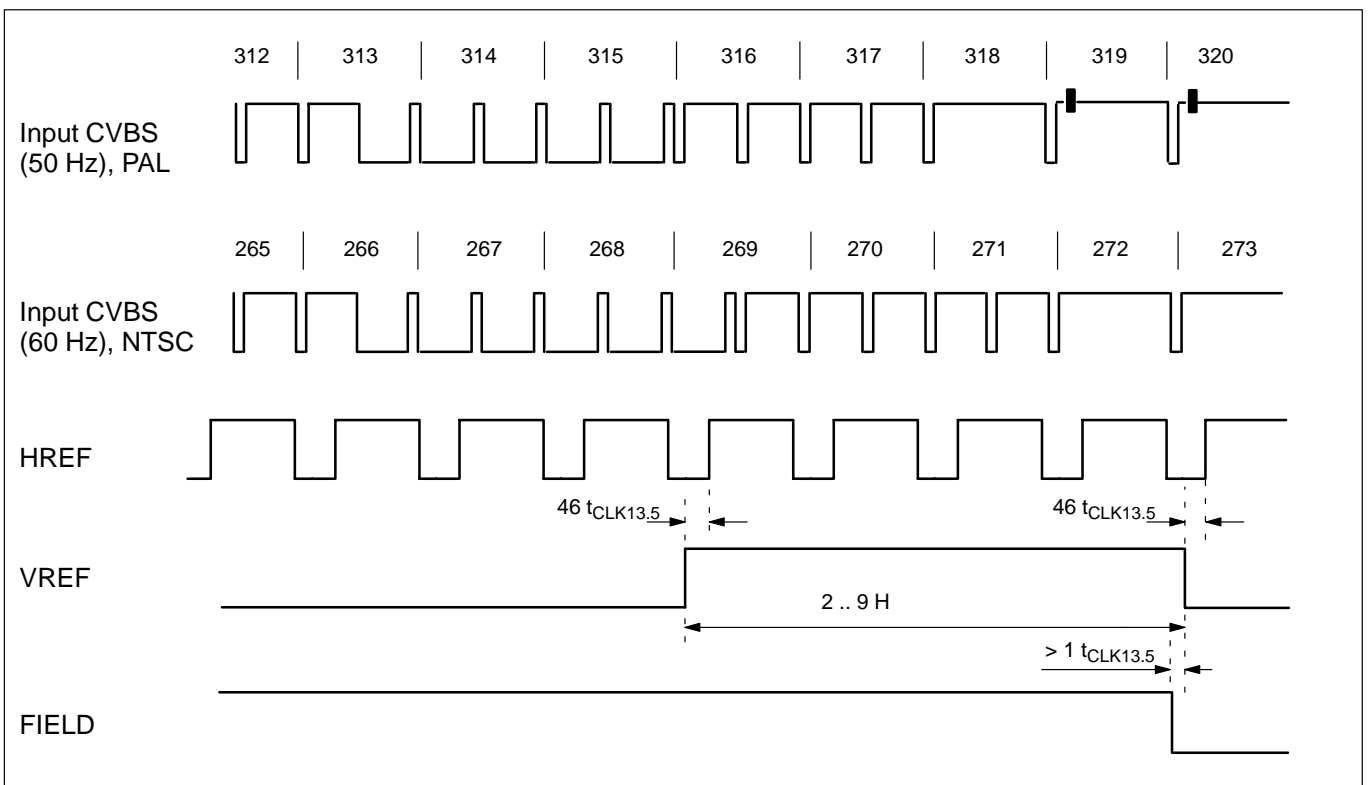 312 313 314 315 316 317 318 319 320
Input CVBS
(50 Hz), PAL
265 266 267 268 269 270 271 272 273
Input CVBS
(60 Hz), NTSC
HREF
46 tCLK13.5 46 tCLK13.5
VREF
2 .. 9 H
> 1 tCLK13.5
FIELD